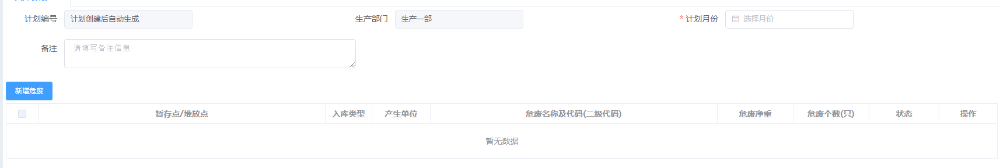 计划编号 计划创建后自动生成 生产部门 生产一部 * 计划月份 选择月份
备注 请填写备注信息
新增危废
暂存点/堆放点 入库类型 产生单位 危废名称及代码(二级代码) 危废净重 危废个数(只) 状态 操作
暂无数据